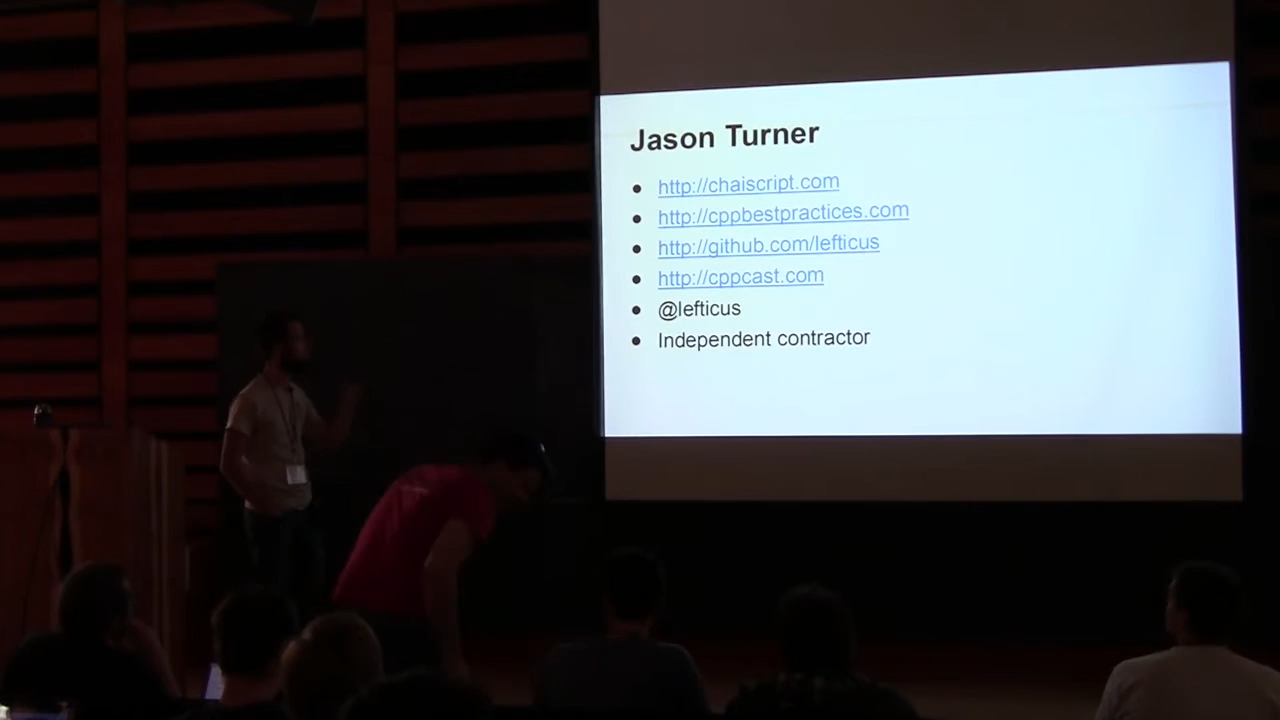 Jason Turner
http://chaiscript.com
http://cppbestpractices.com
http://github.com/lefticus
http://cppcast.com
@lefticus
Independent contractor